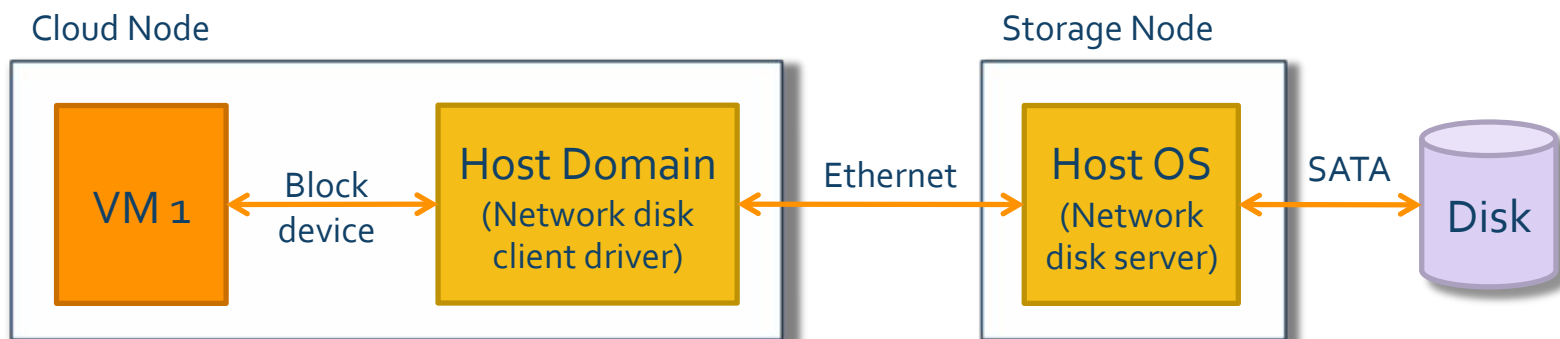 Cloud Node
Storage Node
VM 1
Block
device
Host Domain
(Network disk
client driver)
Ethernet
Host OS
(Network
disk server)
SATA
Disk